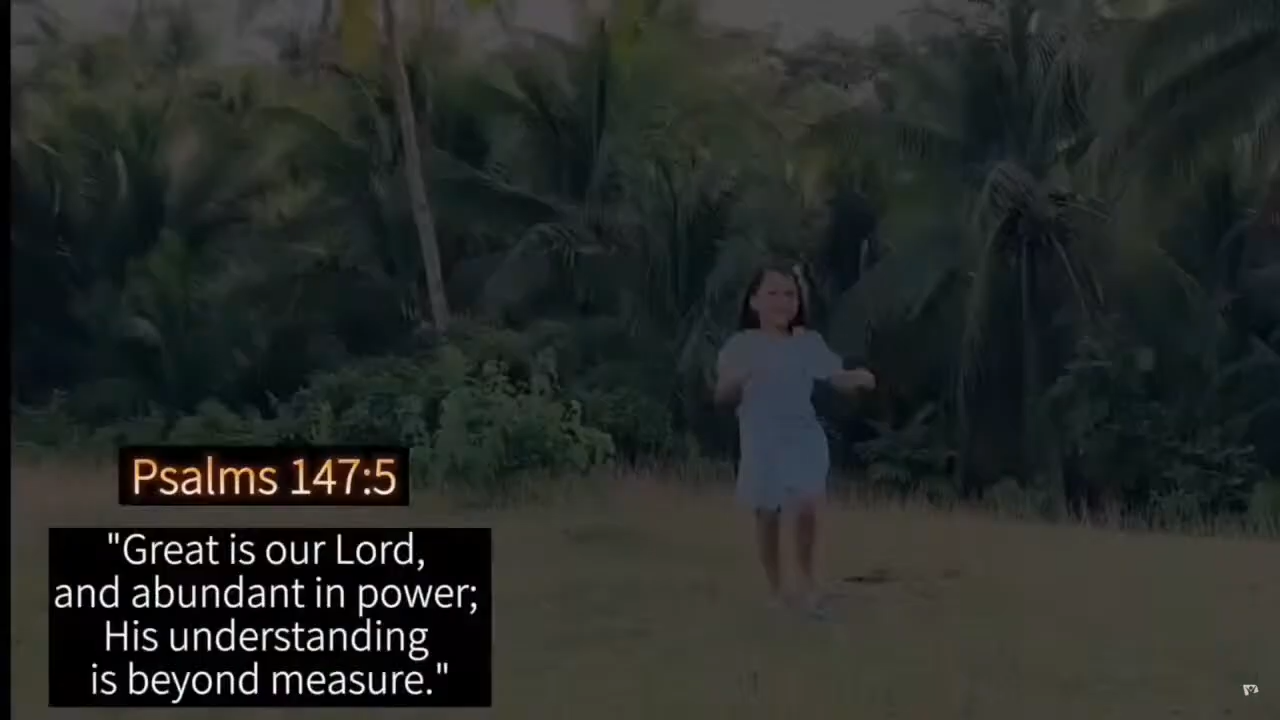 Psalms 147:5
"Great is our Lord,
and abundant in power;
His understanding
is beyond measure."